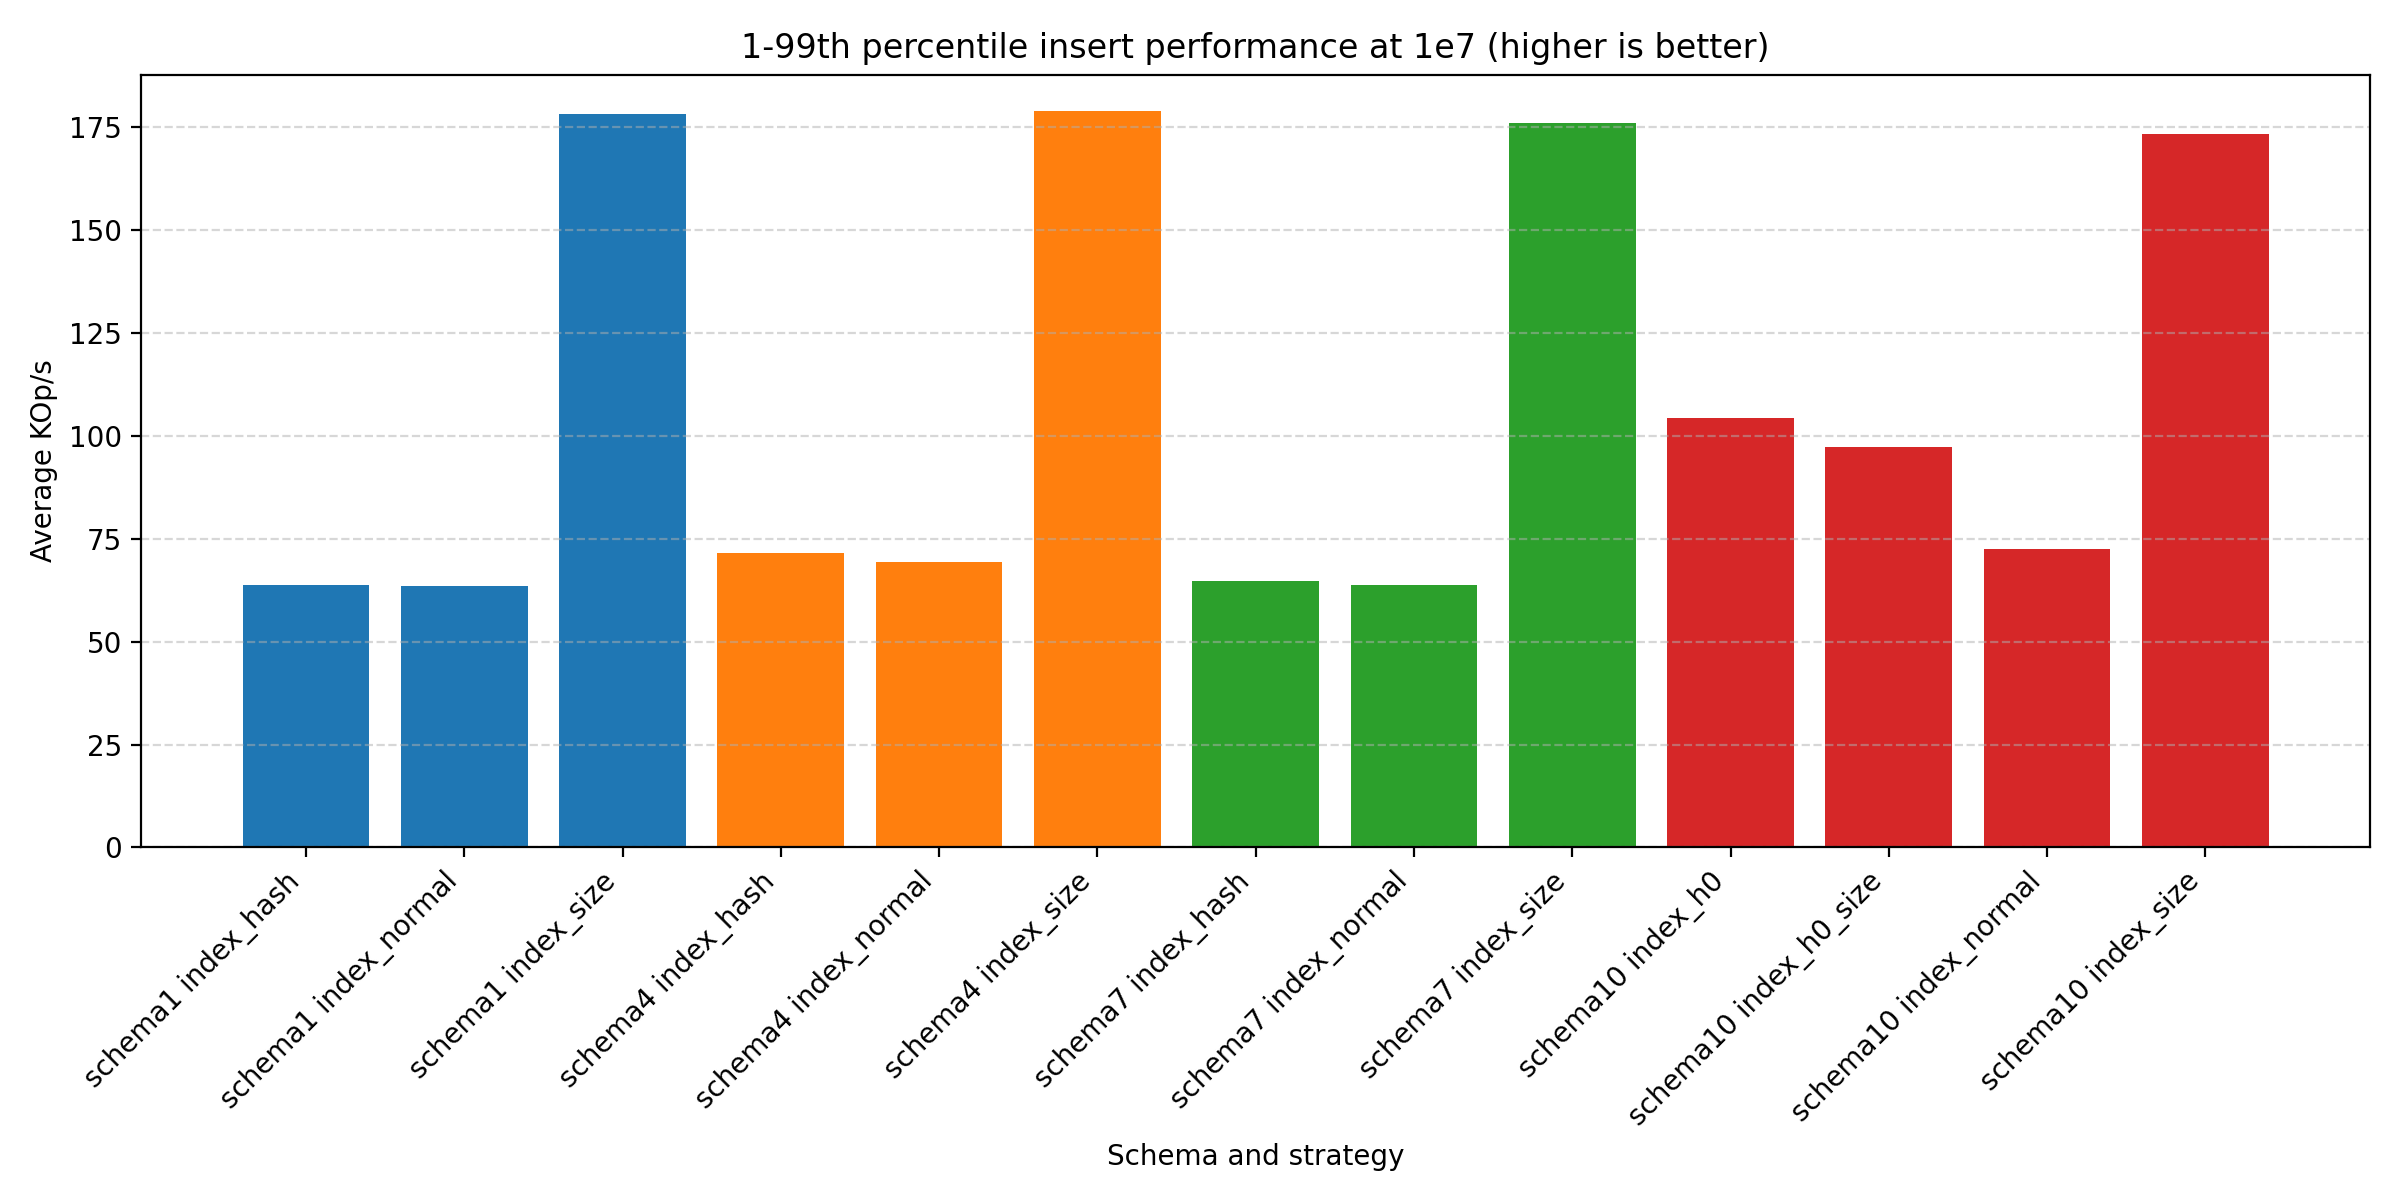 1-99th percentile insert performance at 1e7 (higher is better)
Average KOp/s
175
150
125
100
75
50
25
0
schema1 index_hash
schema1 index_normal
schema1 index_size
schema4 index_hash
schema4 index_normal
schema4 index_size
schema7 index_hash
schema7 index_normal
schema7 index_size
schema10 index_h0
schema10 index_h0_size
schema10 index_normal
schema10 index_size
Schema and strategy